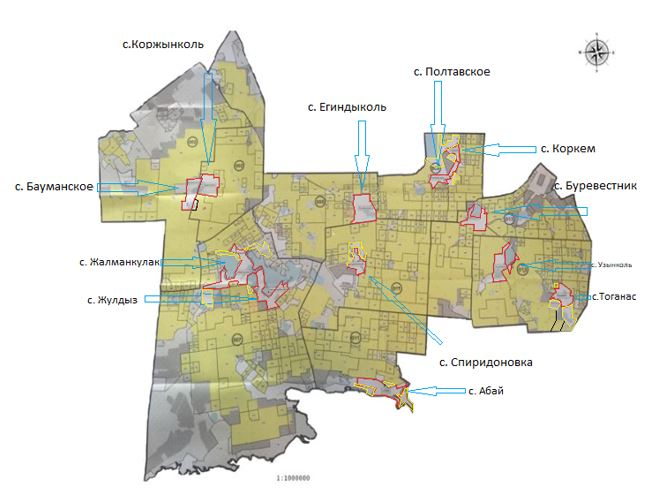 с.Коржынколь
с. Полтавское
с. Егиндыколь
с. Коркем
с. Бауманское
с. Буревестник
с. Жалманкулак
с. Узынколь
с. Жулдыз
с.Тоганас
с. Спиридоновка
с. Абай
1:1000000